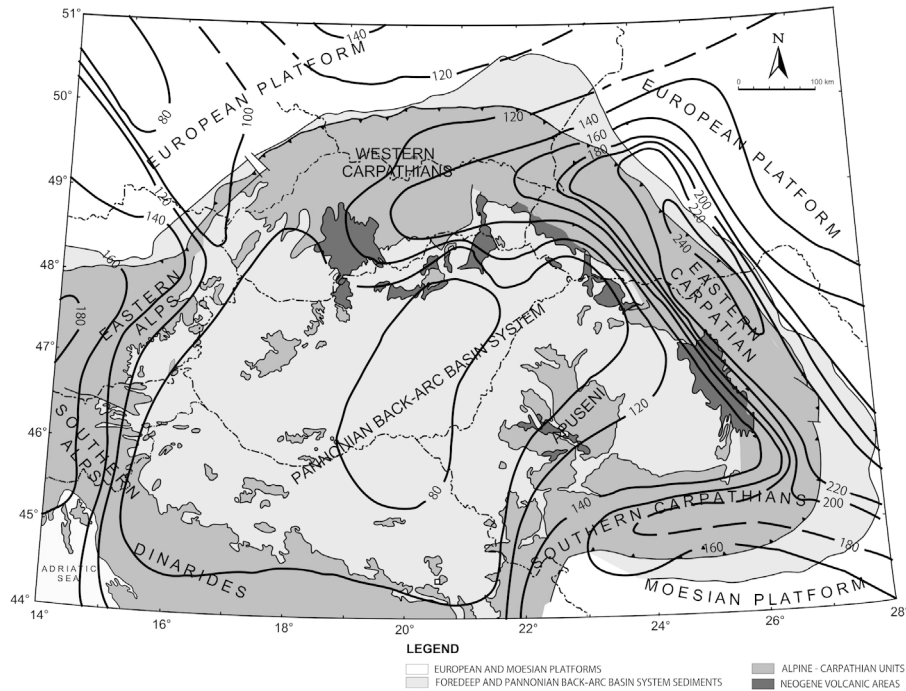 51°
50°
49°
48°
47°
46°
45°
44°
14°
16°
18°
20°
22°
24°
26°
28°
N
0
100 km
140
EUROPEAN PLATFORM
120
80
100
120
140
160
180
120
140
160
180
200
220
240
WESTERN
CARPATHIANS
EUROPEAN PLATFORM
EASTERN
CARPATIAN
EASTERN
ALPS
SOUTHERN
ALPS
PANNONIAN BACK-ARC BASIN SYSTEM
APUSENI
120
80
140
220
200
180
160
SOUTHERN CARPATHIANS
DINARIDES
ADRIATIC
SEA
MOESIAN PLATFORM
LEGEND
EUROPEAN AND MOESIAN PLATFORMS
FOREDEEP AND PANNONIAN BACK-ARC BASIN SYSTEM SEDIMENTS
ALPINE - CARPATHIAN UNITS
NEOGENE VOLCANIC AREAS